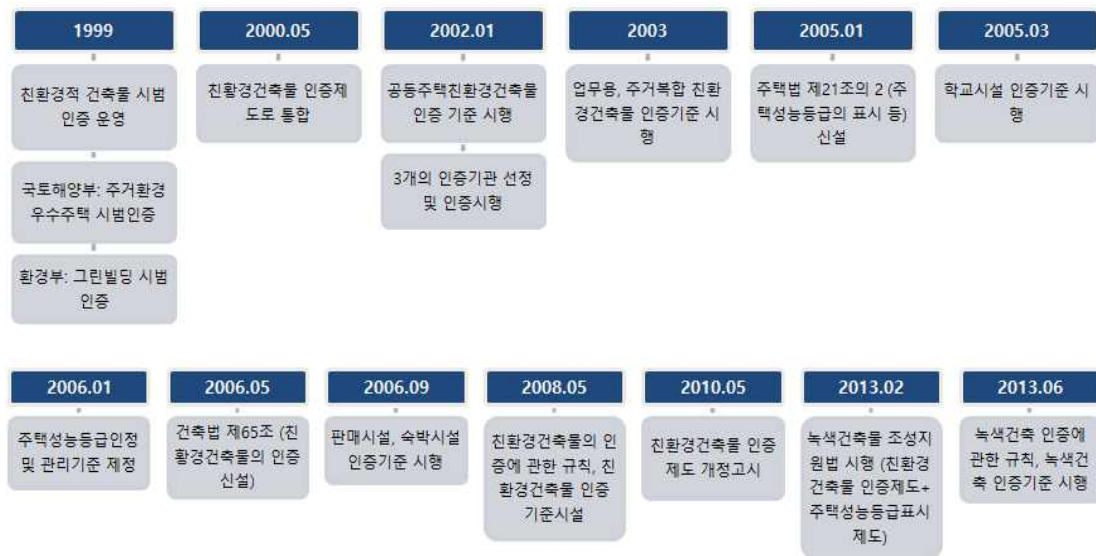 1999
친환경적 건축물 시범
인증 운영
국토해양부: 주거환경
우수주택 시범인증
환경부: 그린빌딩 시범
인증
2000.05
친황경건축물 인증제
도로 통합
2002.01
공동주택친환경건축물
인증 기준 시행
3개의 인증기관 선정
및 인증시행
2003
업무용, 주거복합 친환
경건축물 인증기준 시
행
2005.01
주택법 제21조의 2 (주
택성능등급의 표시 등)
신설
2005.03
학교시설 인증기준 시
행
2006.01
주택성능등급인정
및 관리기준 제정
2006.05
건축법 제65조 (친
황경건축물의 인증
신설)
2006.09
판매시설, 숙박시설
인증기준 시행
2008.05
친환경건축물의 인
증에 관한 규칙, 친
환경건축물 인증
기준시설
2010.05
친환경건축물 인증
제도 개정고시
2013.02
녹색건축물 조성지
원법 시행 (친환경
건축물 인증제도+
주택성능등급표시
제도)
2013.06
녹색건축 인증에
관한 규칙, 녹색건
축 인증기준 시행